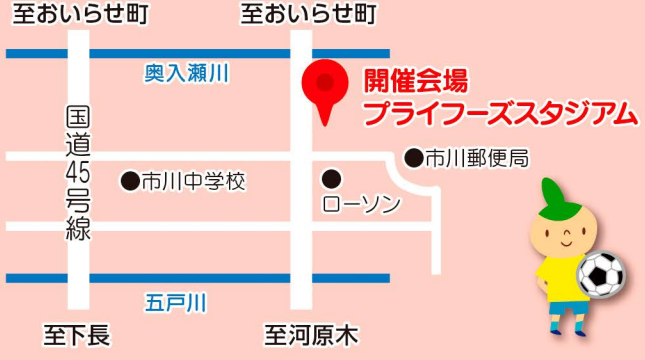 至おいらせ町
至おいらせ町
奥入瀬川
開催会場
プライフーズスタジアム
国道45号線
市川郵便局
市川中学校
ローソン
五戸川
至下長
至河原木